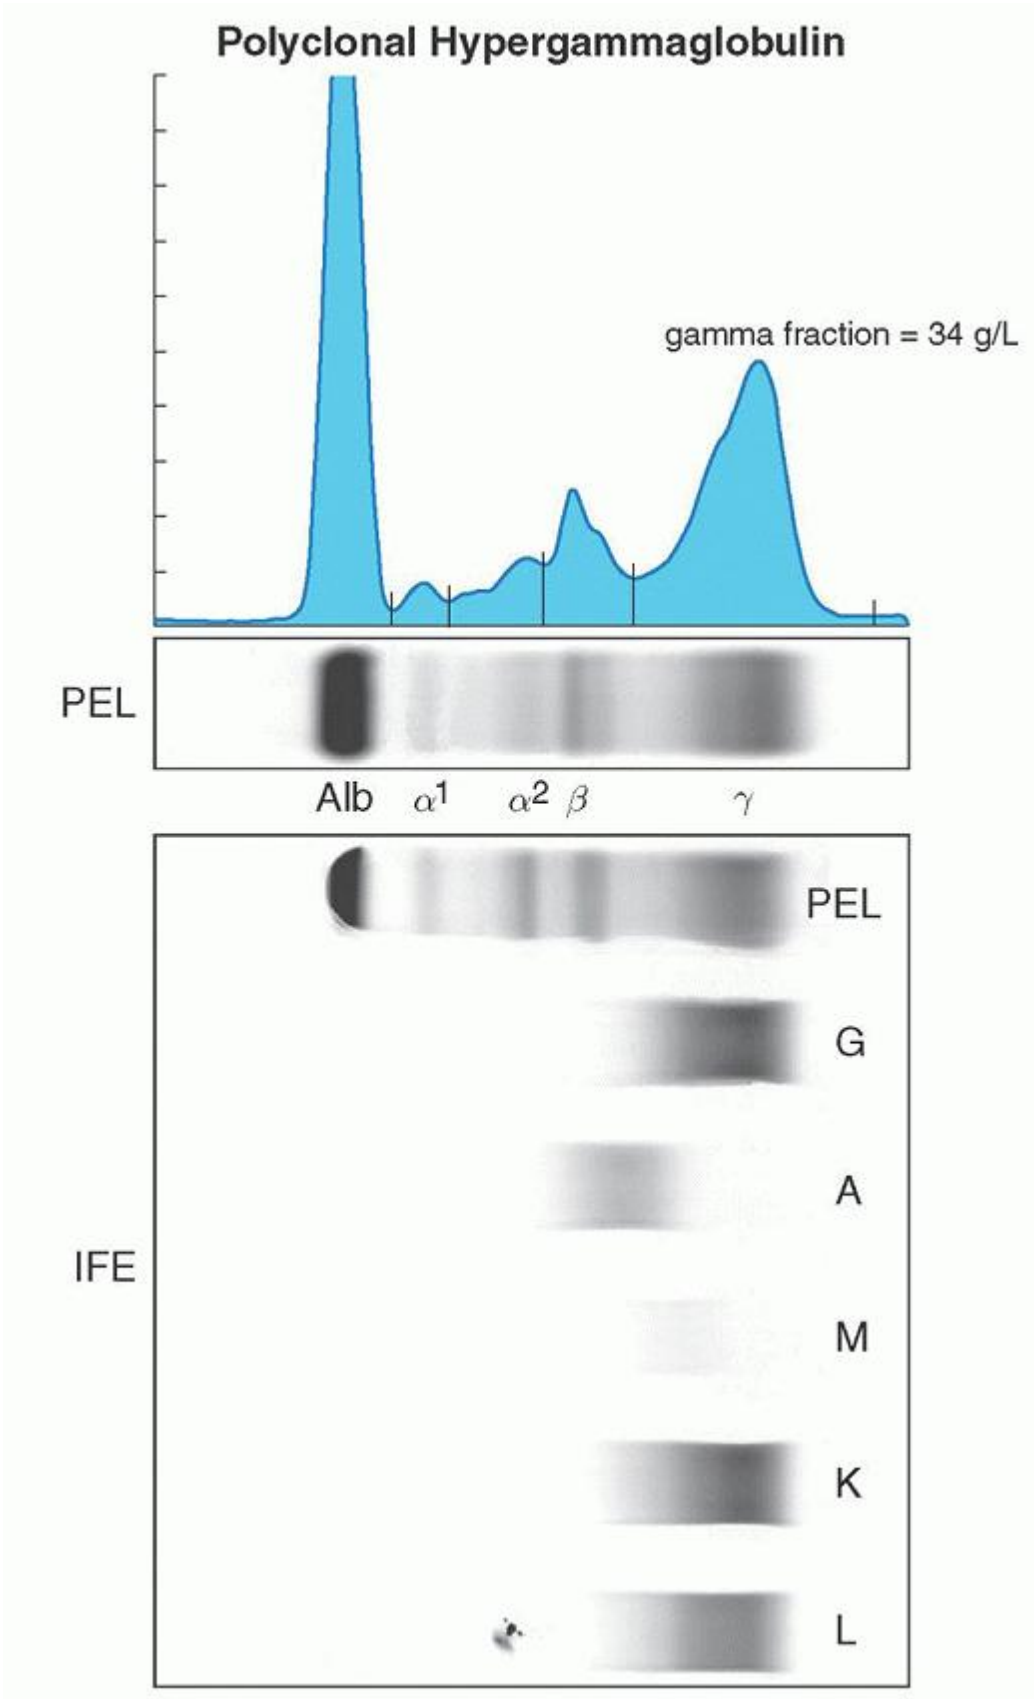 Polyclonal Hypergammaglobulin
gamma fraction = 34 g/L
PEL
Alb α1 α2 β γ
PEL
G
A
IFE
M
K
L